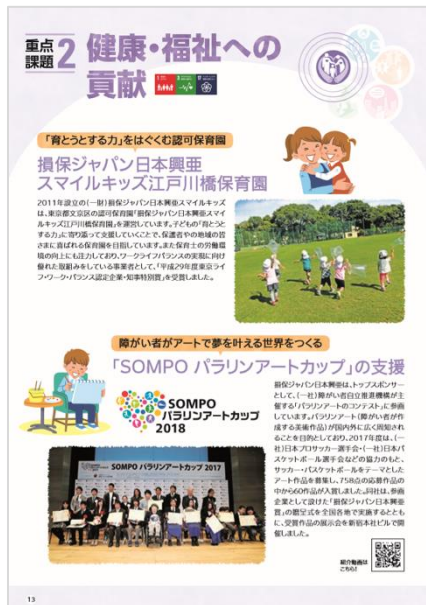 重点
課題
2
健康・福祉への
貢献
「育とうとする力」をはぐくむ認可保育園
損保ジャパン日本興亜
スマイルキッズ江戸川橋保育園
2011年設立の(一財)損保ジャパン日本興亜スマイルキッズ
は、東京都文京区の認可保育園「損保ジャパン日本興亜スマイ
ルキッズ江戸川橋保育園」を運営しています。子どもの「育とうと
する力」に寄り添って支援していくことで、保護者や地域の皆
さまに喜ばれる保育園を目指しています。また保育士の労働環
境の向上にも注力しており、ワークライフバランスの実現に向け
優れた取組みをしている事業者として、「平成29年度東京ライ
フ・ワーク・バランス認定企業・知事特別賞」を受賞しました。
障がい者がアートで夢を叶える世界をつくる
「SOMPO パラリンアートカップ」の支援
SOMPO
パラリンアートカップ
2018
SOMPO パラリンアートカップ 2017
損保ジャパン日本興亜は、トップスポンサ
ーとして、(一社)障がい者自立推進機構が主
催する「パラリンアートのコンテスト」に参画
しています。パラリンアート(障がい者が作
成する美術作品)が国内外に広く周知され
ることを目的としており、2017年度は、(一
社)日本プロサッカー選手会・(一社)日本バ
スケットボール選手会などの協力のもと、
サッカー・バスケットボールをテーマとした
アート作品を募集し、758点の応募作品の
中から60作品が入賞しました。同社は、参画
企業として設けた「損保ジャパン日本興亜
賞」の贈呈式を全国各地で実施するととも
に、受賞作品の展示会を新宿本社ビルで開
催しました。
紹介動画は
こちら!
13